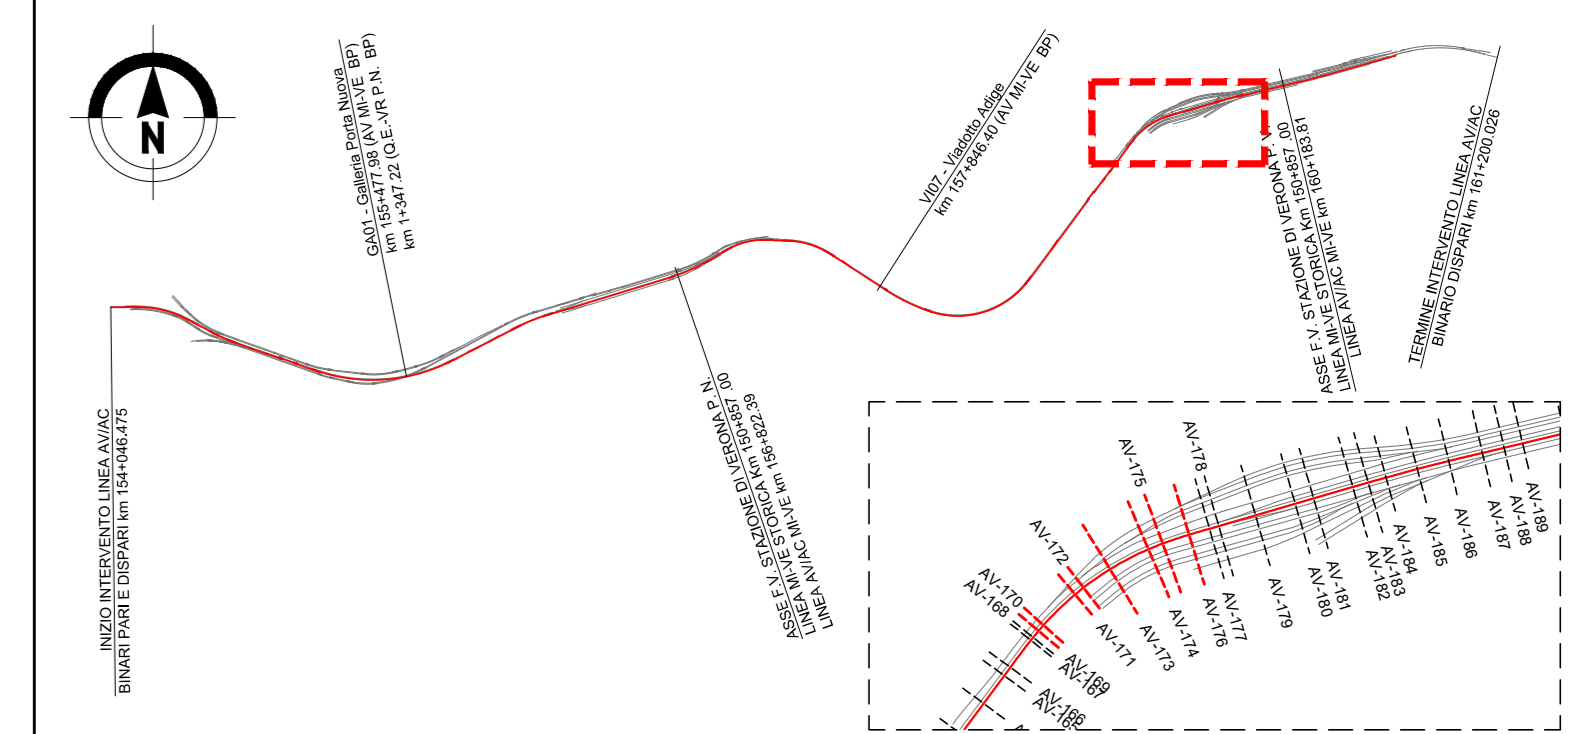 N
GA01 - Galleria Porta Nuova
km 155+477.98 (AV MI-VE BP)
km 1+347.22 (Q.E.-VR P.N. BP)
VI07 - Viadotto Adige
km 157+846.40 (AV MI-VE BP)
ASSE F.V. STAZIONE DI VERONA P. V.
LINEA MI-VE STORICA Km 150+857 .00
LINEA AV/AC MI-VE km 160+183.81
TERMINE INTERVENTO LINEA AV/AC
BINARIO DISPARI km 161+200.026
INIZIO INTERVENTO LINEA AV/AC
BINARI PARI E DISPARI km 154+046.475
ASSE F.V. STAZIONE DI VERONA P. N.
LINEA MI-VE STORICA Km 150+857 .00
LINEA AV/AC MI-VE km 156+822.39
AV-168
AV-170
AV-172
AV-175
AV-178
AV-166
AV-167
AV-169
AV-171
AV-173
AV-174
AV-176
AV-177
AV-179
AV-180
AV-181
AV-182
AV-183
AV-184
AV-185
AV-186
AV-187
AV-188
AV-189